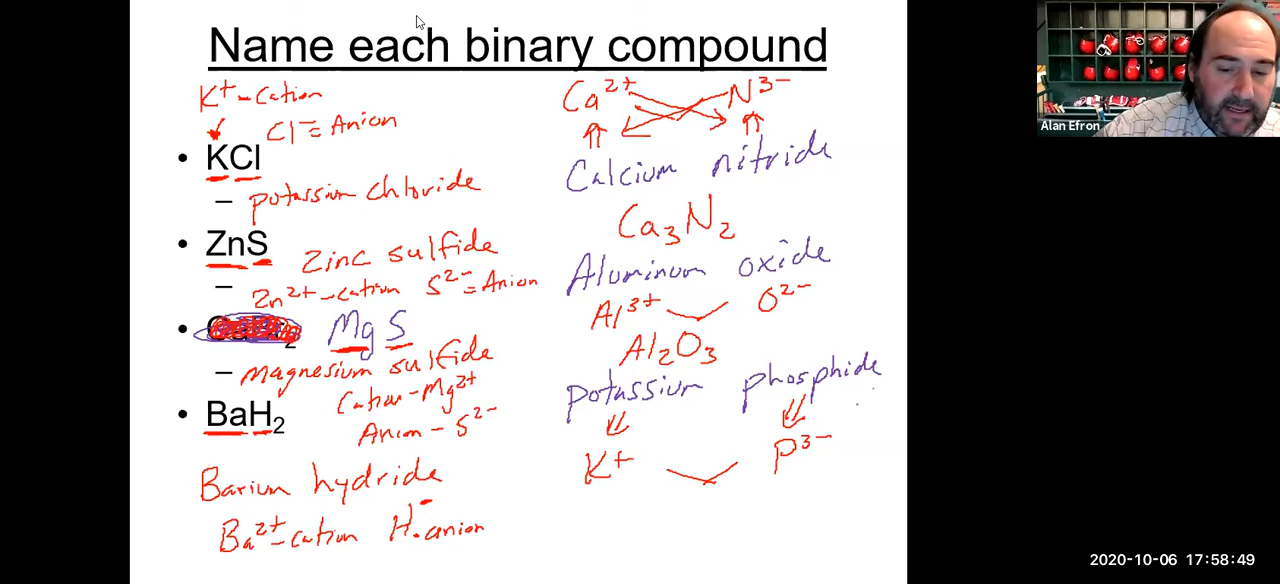 Name each binary compound
K+ - Cation
Cl- = Anion
• KCl
– potassium chloride
• ZnS zinc sulfide
– Zn2+ - cation S2- = Anion
• MgS
– magnesium sulfide
Cation - Mg2+
Anion - S2-
• BaH2
Barium hydride
Ba2+ - cation H- anion
Ca2+ N3-
Calcium nitride
Ca3N2
Aluminum oxide
Al3+ O2-
Al2O3
potassium phosphide
K+ P3-
Alan Efron
2020-10-06 17:58:49